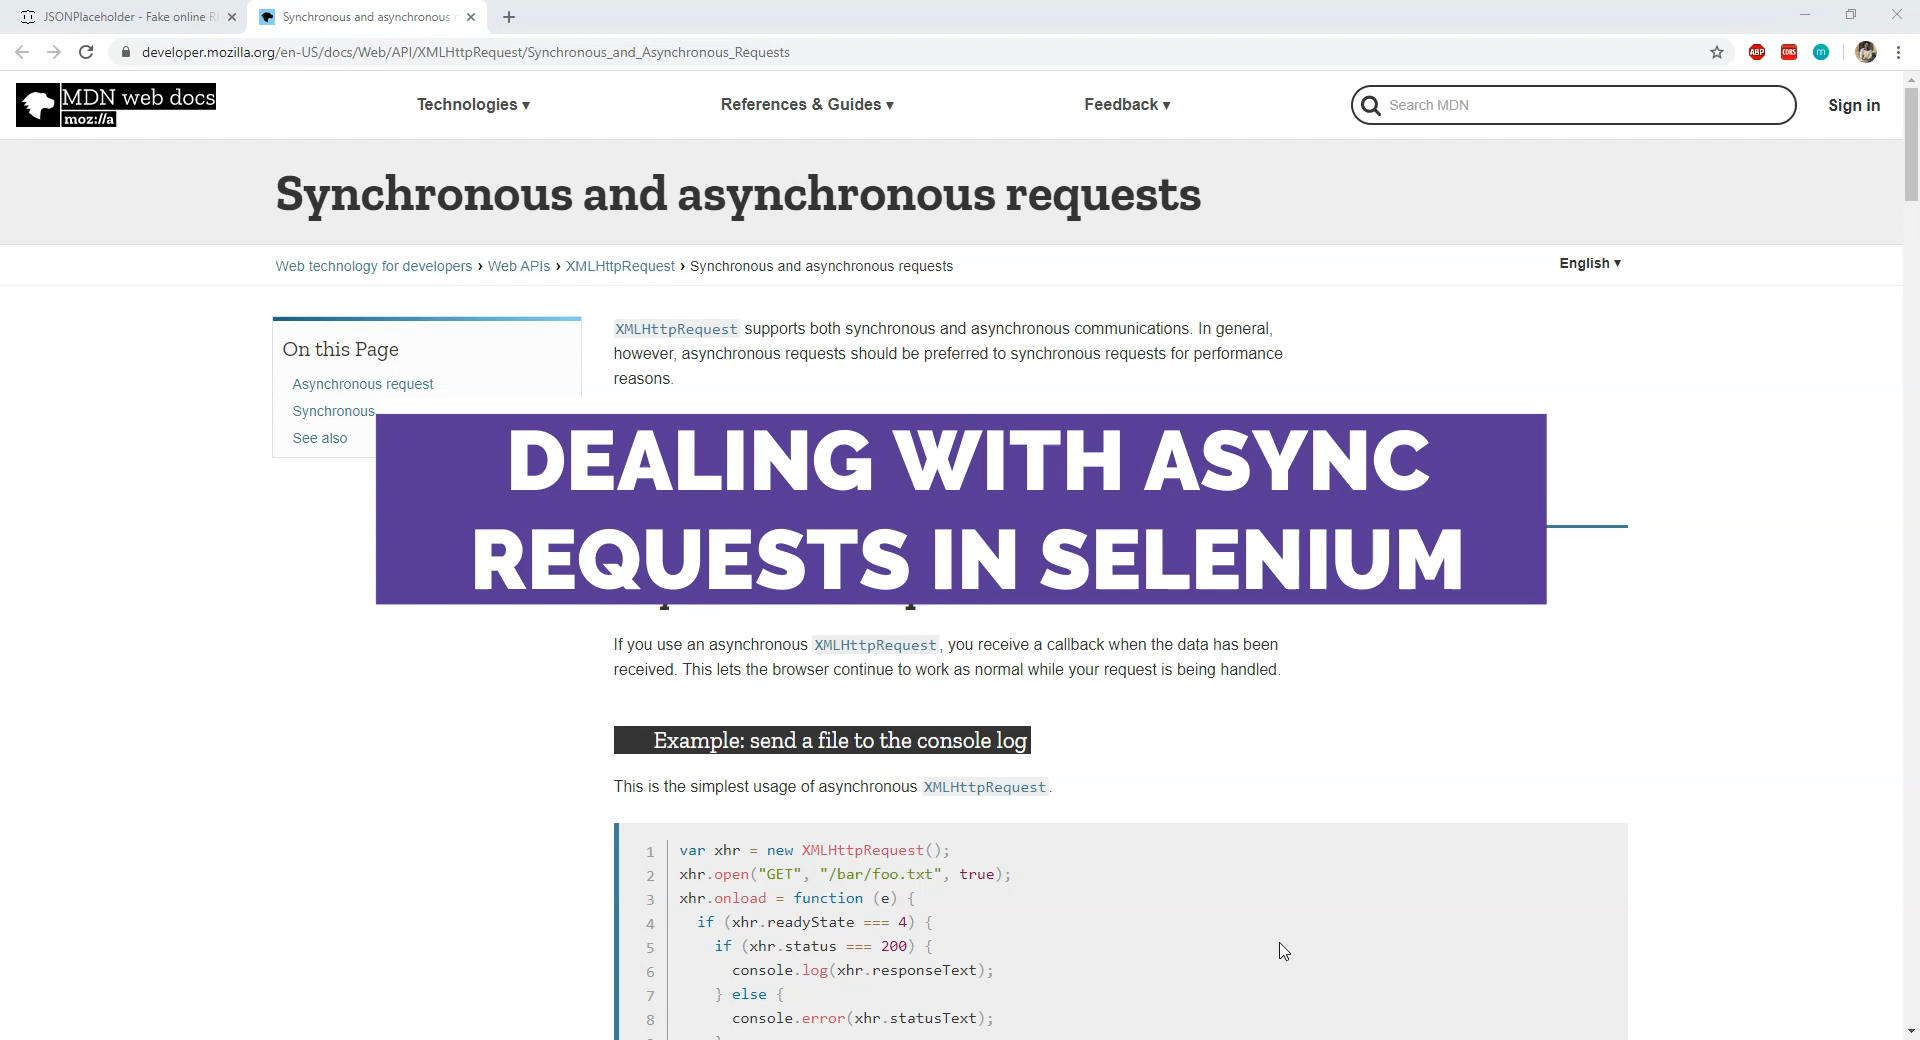 JSONPlaceholder - Fake online R
Synchronous and asynchronous
developer.mozilla.org/en-US/docs/Web/API/XMLHttpRequest/Synchronous_and_Asynchronous_Requests
ABP
CORS
m
MDN web docs
moz://a
Technologies ▾
References & Guides ▾
Feedback ▾
Search MDN
Sign in
Synchronous and asynchronous requests
Web technology for developers › Web APIs › XMLHttpRequest › Synchronous and asynchronous requests
English ▾
On this Page
Asynchronous request
Synchronous
See also
XMLHttpRequest supports both synchronous and asynchronous communications. In general,
however, asynchronous requests should be preferred to synchronous requests for performance
reasons.
DEALING WITH ASYNC
REQUESTS IN SELENIUM
If you use an asynchronous XMLHttpRequest, you receive a callback when the data has been
received. This lets the browser continue to work as normal while your request is being handled.
Example: send a file to the console log
This is the simplest usage of asynchronous XMLHttpRequest.
1 var xhr = new XMLHttpRequest();
2 xhr.open("GET", "/bar/foo.txt", true);
3 xhr.onload = function (e) {
4 if (xhr.readyState === 4) {
5 if (xhr.status === 200) {
6 console.log(xhr.responseText);
7 } else {
8 console.error(xhr.statusText);